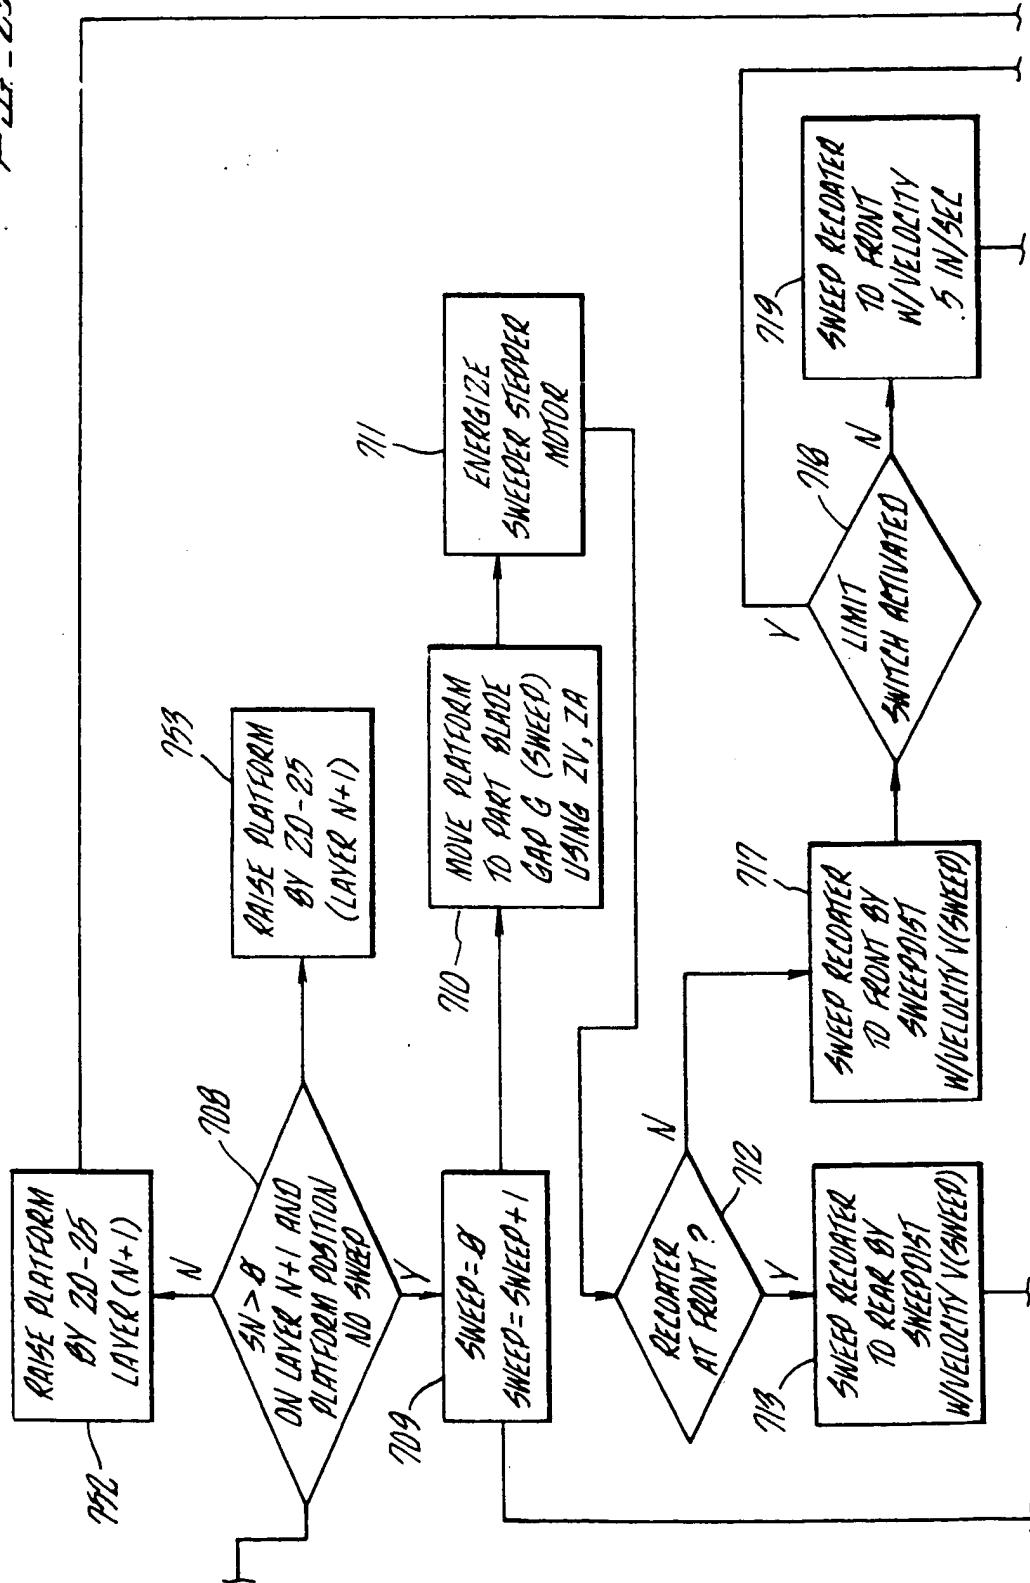 752
RAISE PLATFORM
BY ZD-25
LAYER (N+1)
N
708
SN>0
ON LAYER N+1 AND
PLATFORM POSITION
NO SWEEP
Y
753
RAISE PLATFORM
BY ZD-25
(LAYER N+1)
709
SWEEP=0
SWEEP=SWEEP+1
710
MOVE PLATFORM
TO PART BLADE
GAP G (SWEEP)
USING ZV, ZA
711
ENERGIZE
SWEEPER STEPPER
MOTOR
712
RECOATER
AT FRONT ?
N
Y
713
SWEEP RECOATER
TO REAR BY
SWEEPDIST
W/VELOCITY V(SWEEP)
717
SWEEP RECOATER
TO FRONT BY
SWEEPDIST
W/VELOCITY V(SWEEP)
718
LIMIT
SWITCH ACTIVATED
Y
N
719
SWEEP RECOATER
TO FRONT
W/VELOCITY
.5 IN/SEC